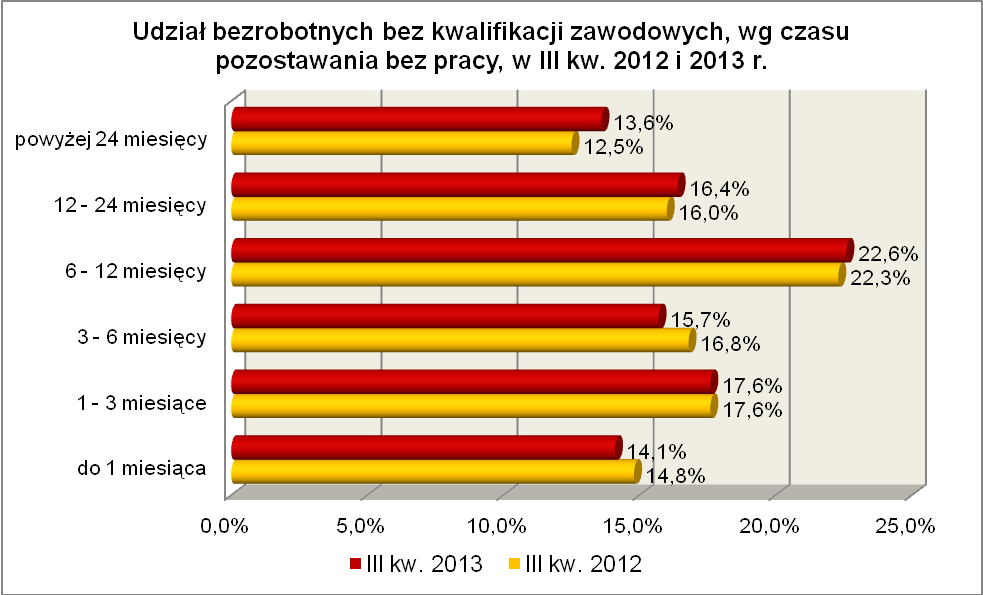 Udział bezrobotnych bez kwalifikacji zawodowych, wg czasu
pozostawania bez pracy, w III kw. 2012 i 2013 r.
powyżej 24 miesięcy
13,6%
12,5%
12 - 24 miesięcy
16,4%
16,0%
6 - 12 miesięcy
22,6%
22,3%
3 - 6 miesięcy
15,7%
16,8%
1 - 3 miesiące
17,6%
17,6%
do 1 miesiąca
14,1%
14,8%
0,0% 5,0% 10,0% 15,0% 20,0% 25,0%
III kw. 2013 III kw. 2012